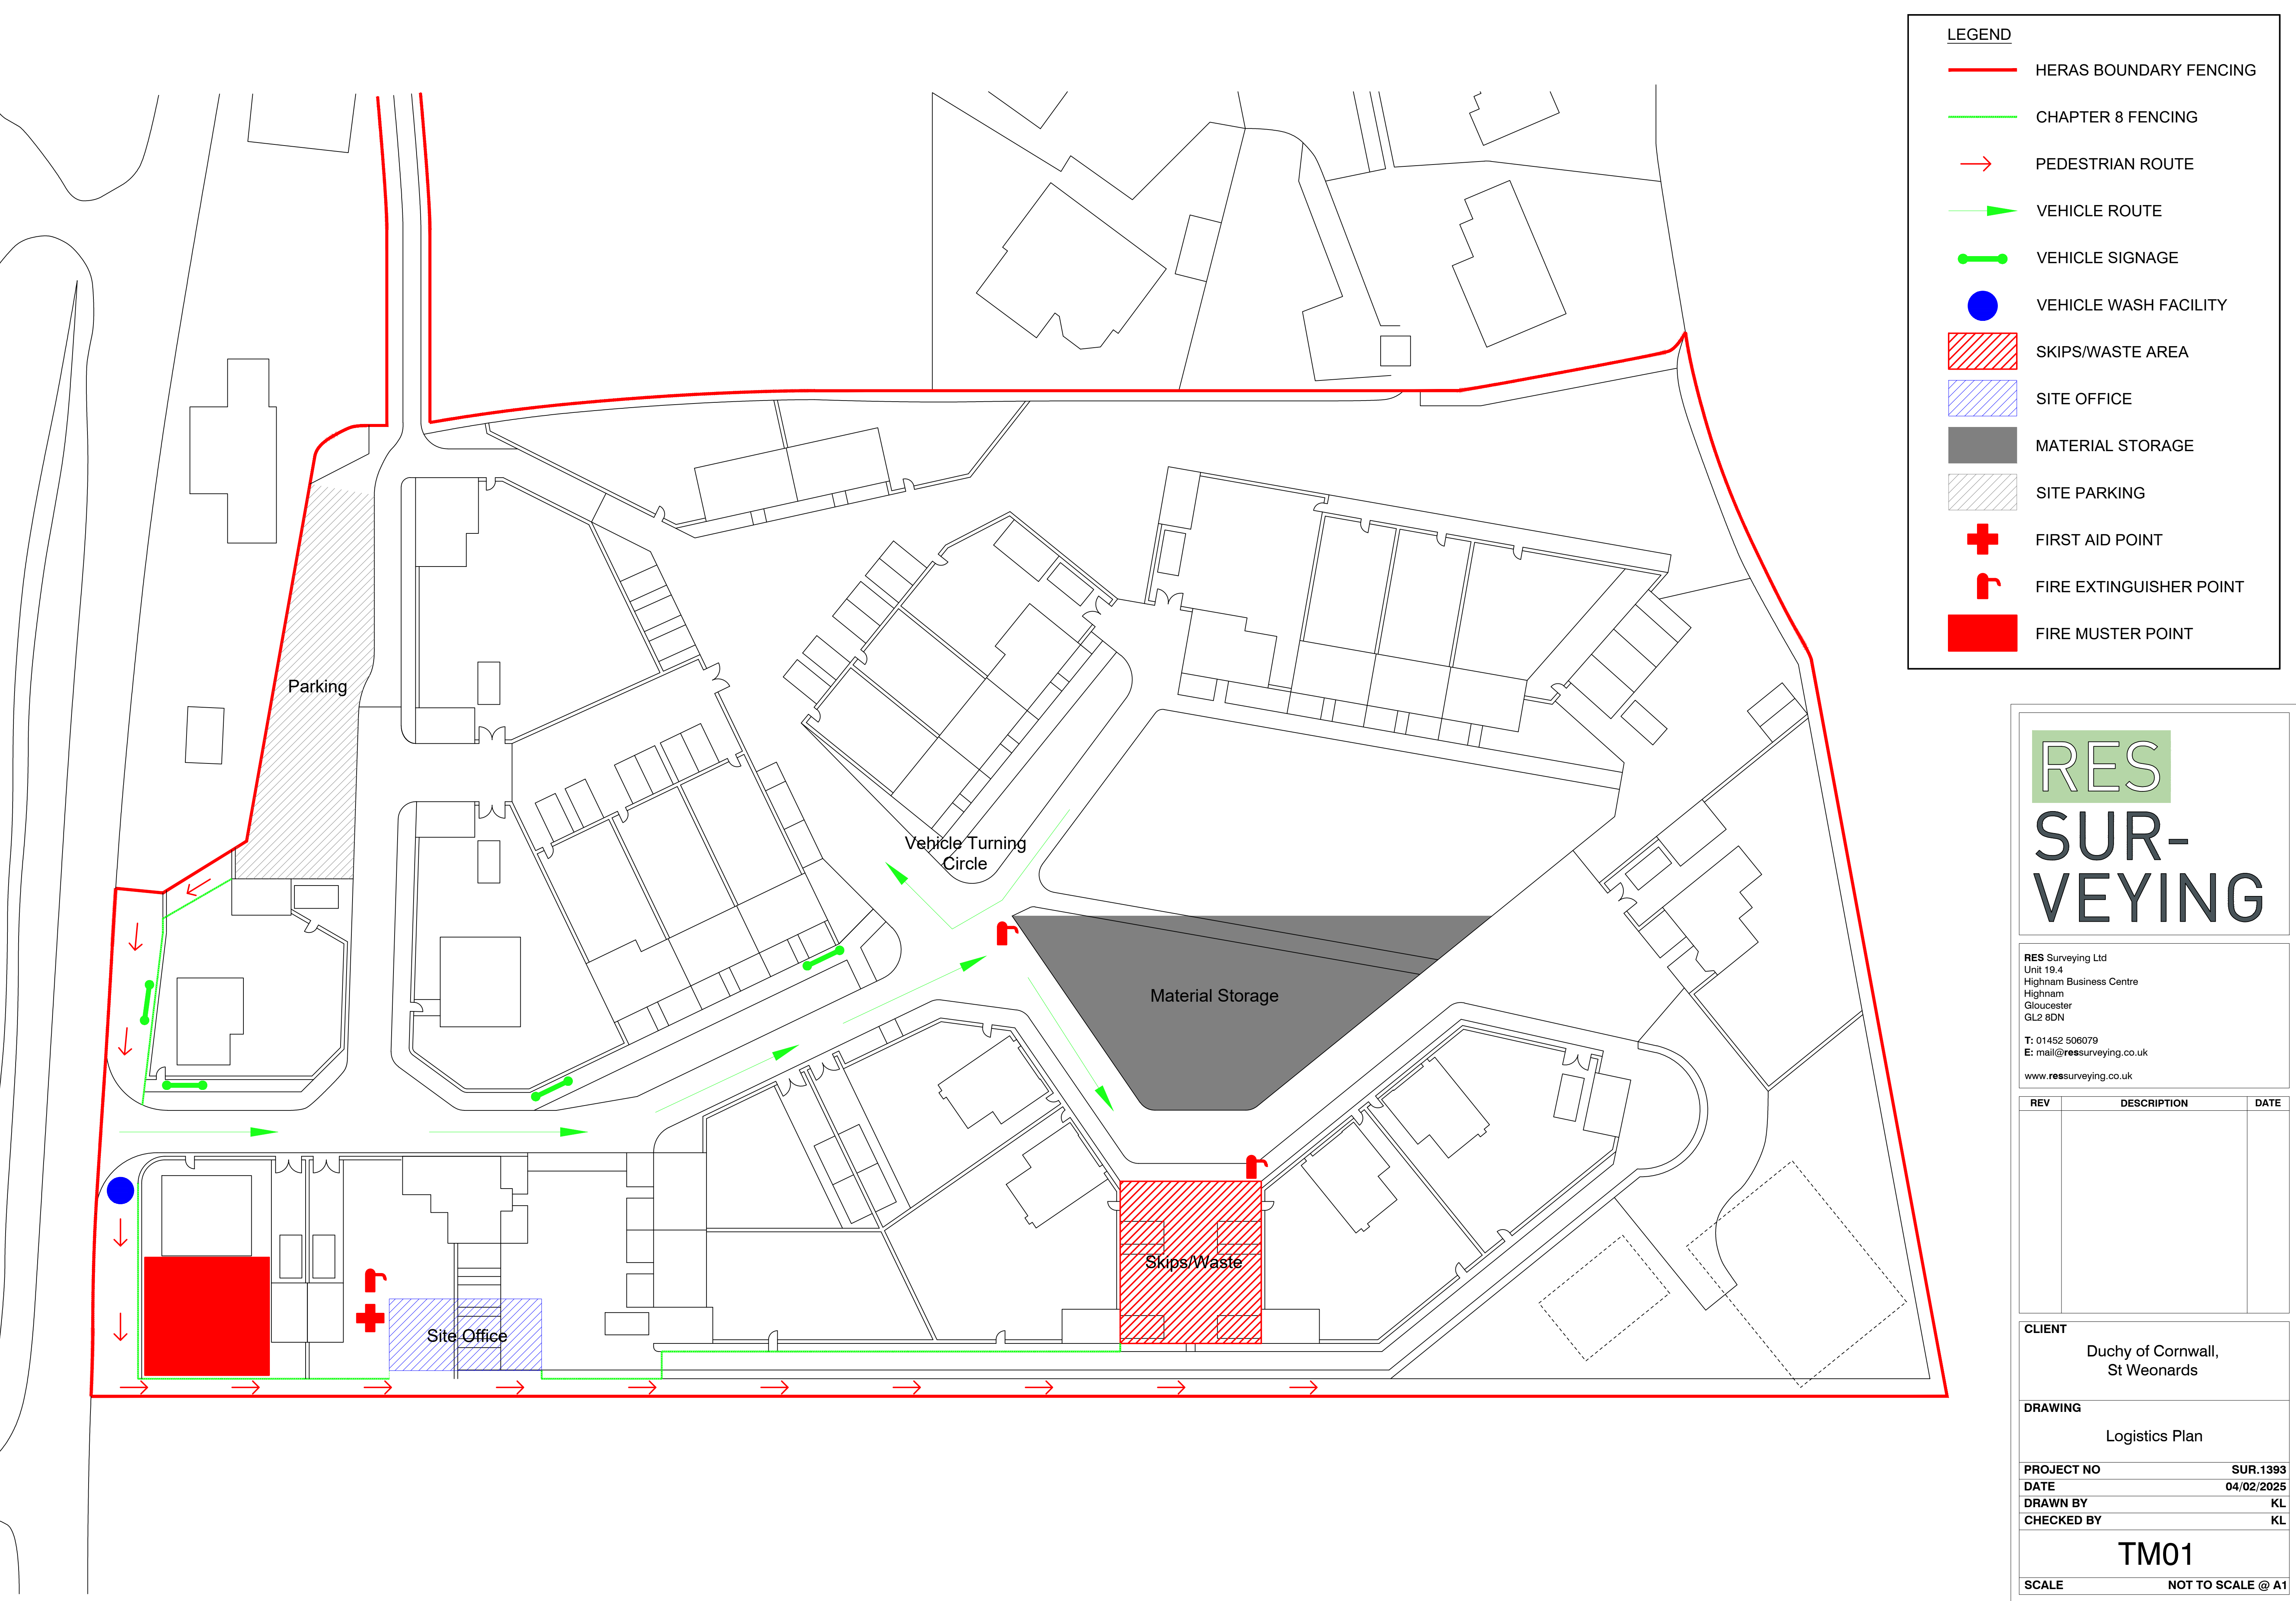 LEGEND
HERAS BOUNDARY FENCING
CHAPTER 8 FENCING
PEDESTRIAN ROUTE
VEHICLE ROUTE
VEHICLE SIGNAGE
VEHICLE WASH FACILITY
SKIPS/WASTE AREA
SITE OFFICE
MATERIAL STORAGE
SITE PARKING
FIRST AID POINT
FIRE EXTINGUISHER POINT
FIRE MUSTER POINT
Parking
Vehicle Turning
Circle
Material Storage
Skips/Waste
Site Office
RES
SUR-
VEYING
RES Surveying Ltd
Unit 19.4
Highnam Business Centre
Highnam
Gloucester
GL2 8DN
T: 01452 506079
E: mail@ressurveying.co.uk
www.ressurveying.co.uk
REV DESCRIPTION DATE
CLIENT
Duchy of Cornwall,
St Weonards
DRAWING
Logistics Plan
PROJECT NO SUR.1393
DATE 04/02/2025
DRAWN BY KL
CHECKED BY KL
TM01
SCALE NOT TO SCALE @ A1